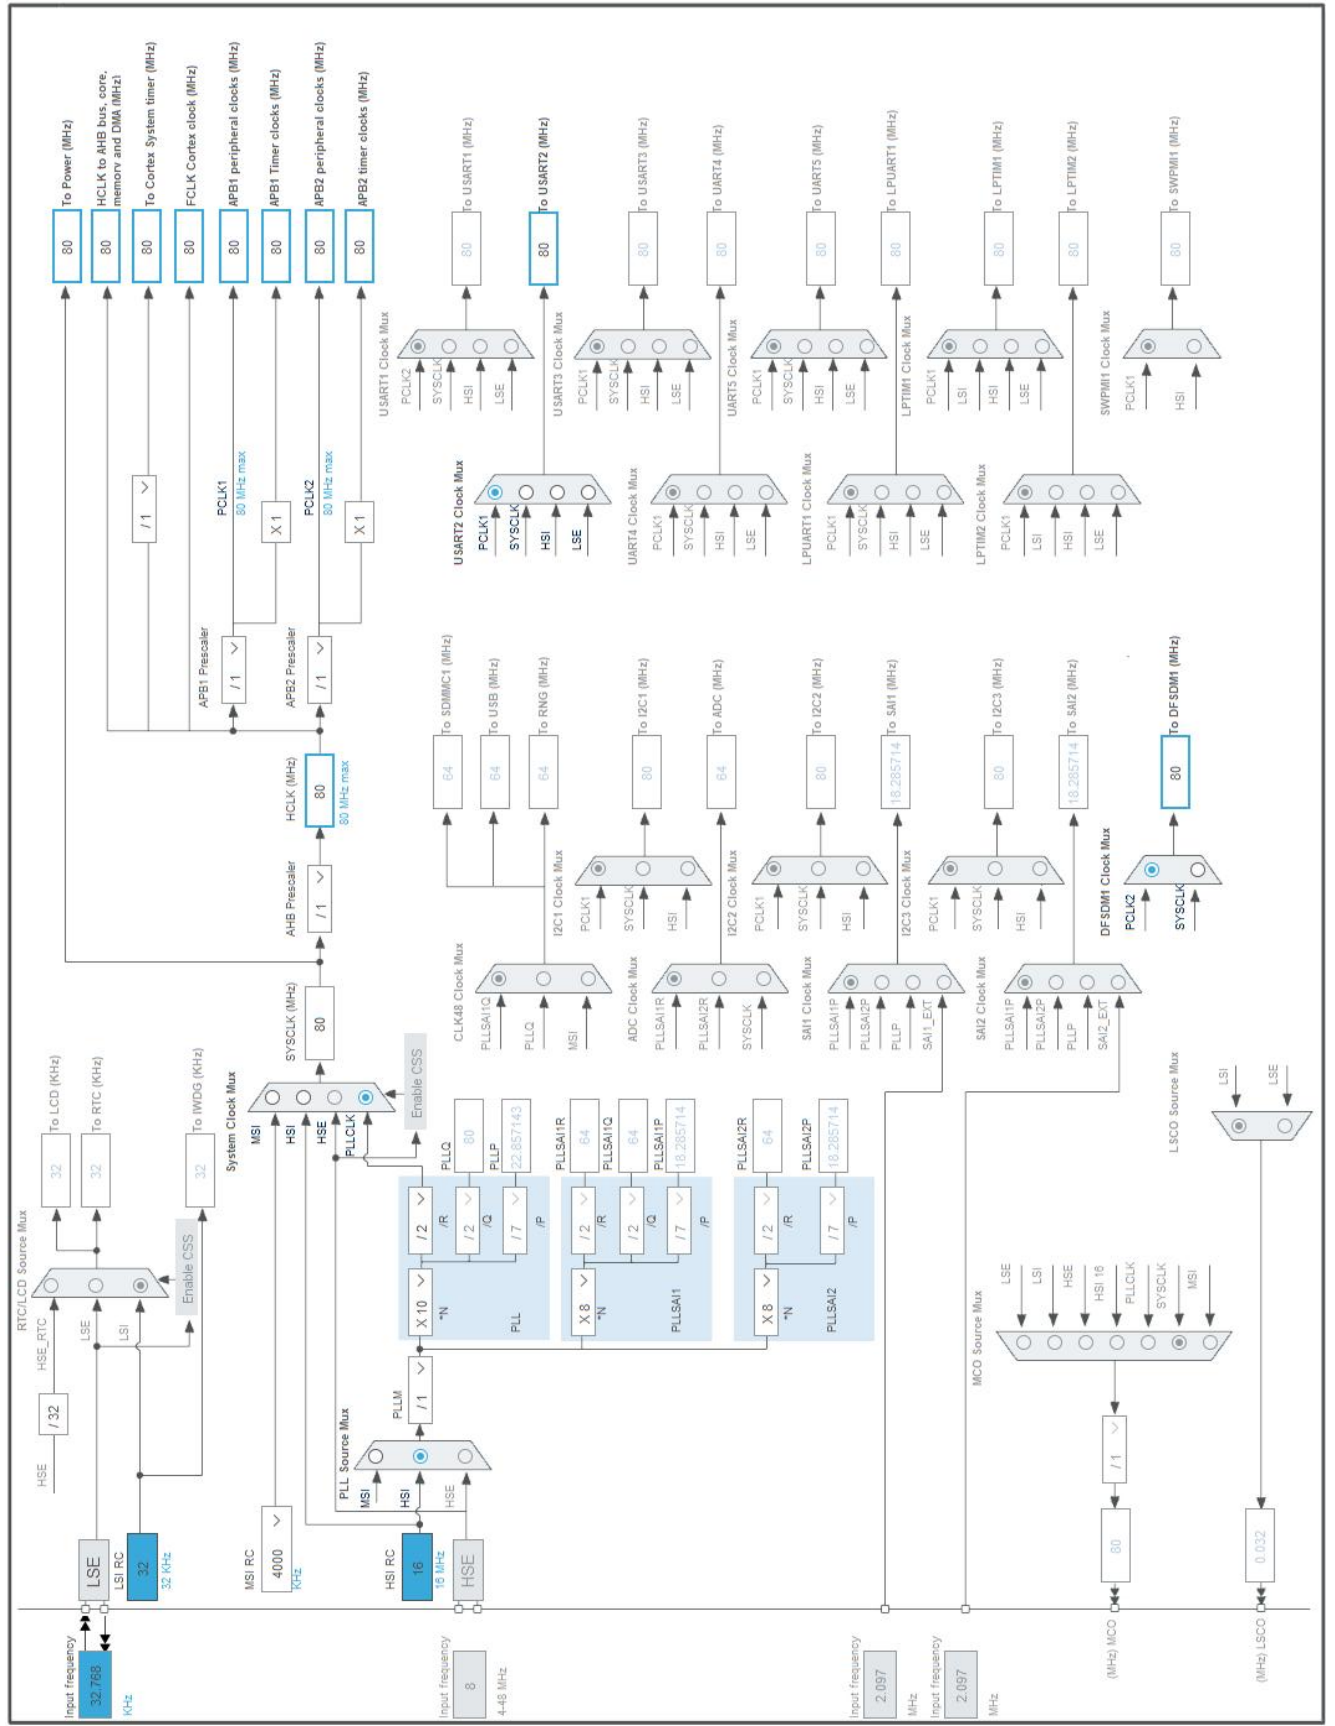 Input frequency
32.768
KHz
LSE
LSI RC
32
32 KHz
HSE
/ 32
HSE_RTC
LSE
LSI
RTC/LCD Source Mux
Enable CSS
32
To LCD (KHz)
32
To RTC (KHz)
32
To IWDG (KHz)
MSI RC
4000
KHz
HSI RC
16
16 MHz
Input frequency
8
4-48 MHz
HSE
PLL Source Mux
MSI
HSI
HSE
PLLM
/ 1
X 10
*N
PLL
/ 2
/R
/ 2
/Q
/ 7
/P
PLLQ
80
PLLP
22.857143
X 8
*N
PLLSAI1
/ 2
/R
/ 2
/Q
/ 7
/P
PLLSAI1R
64
PLLSAI1Q
64
PLLSAI1P
18.285714
X 8
*N
PLLSAI2
/ 2
/R
/ 7
/P
PLLSAI2R
64
PLLSAI2P
18.285714
System Clock Mux
MSI
HSI
HSE
PLLCLK
Enable CSS
SYSCLK (MHz)
80
AHB Prescaler
/ 1
HCLK (MHz)
80
80 MHz max
APB1 Prescaler
/ 1
APB2 Prescaler
/ 1
/ 1
PCLK1
80 MHz max
X 1
PCLK2
80 MHz max
X 1
80
To Power (MHz)
80
HCLK to AHB bus, core,
memory and DMA (MHz)
80
To Cortex System timer (MHz)
80
FCLK Cortex clock (MHz)
80
APB1 peripheral clocks (MHz)
80
APB1 Timer clocks (MHz)
80
APB2 peripheral clocks (MHz)
80
APB2 timer clocks (MHz)
CLK48 Clock Mux
PLLSAI1Q
PLLQ
MSI
64
To SDMMC1 (MHz)
64
To USB (MHz)
64
To RNG (MHz)
I2C1 Clock Mux
PCLK1
SYSCLK
HSI
80
To I2C1 (MHz)
ADC Clock Mux
PLLSAI1R
PLLSAI2R
SYSCLK
64
To ADC (MHz)
I2C2 Clock Mux
PCLK1
SYSCLK
HSI
80
To I2C2 (MHz)
SAI1 Clock Mux
PLLSAI1P
PLLSAI2P
PLLP
SAI1_EXT
18.285714
To SAI1 (MHz)
I2C3 Clock Mux
PCLK1
SYSCLK
HSI
80
To I2C3 (MHz)
SAI2 Clock Mux
PLLSAI1P
PLLSAI2P
PLLP
SAI2_EXT
18.285714
To SAI2 (MHz)
DFSDM1 Clock Mux
PCLK2
SYSCLK
80
To DFSDM1 (MHz)
USART1 Clock Mux
PCLK2
SYSCLK
HSI
LSE
80
To USART1 (MHz)
USART2 Clock Mux
PCLK1
SYSCLK
HSI
LSE
80
To USART2 (MHz)
USART3 Clock Mux
PCLK1
SYSCLK
HSI
LSE
80
To USART3 (MHz)
UART4 Clock Mux
PCLK1
SYSCLK
HSI
LSE
80
To UART4 (MHz)
UART5 Clock Mux
PCLK1
SYSCLK
HSI
LSE
80
To UART5 (MHz)
LPUART1 Clock Mux
PCLK1
SYSCLK
HSI
LSE
80
To LPUART1 (MHz)
LPTIM1 Clock Mux
PCLK1
LSI
HSI
LSE
80
To LPTIM1 (MHz)
LPTIM2 Clock Mux
PCLK1
LSI
HSI
LSE
80
To LPTIM2 (MHz)
SWPMI1 Clock Mux
PCLK1
HSI
80
To SWPMI1 (MHz)
Input frequency
2.097
MHz
Input frequency
2.097
MHz
(MHz) MCO
80
/ 1
MCO Source Mux
LSE
LSI
HSE
HSI 16
PLLCLK
SYSCLK
MSI
(MHz) LSCO
0.032
LSCO Source Mux
LSI
LSE